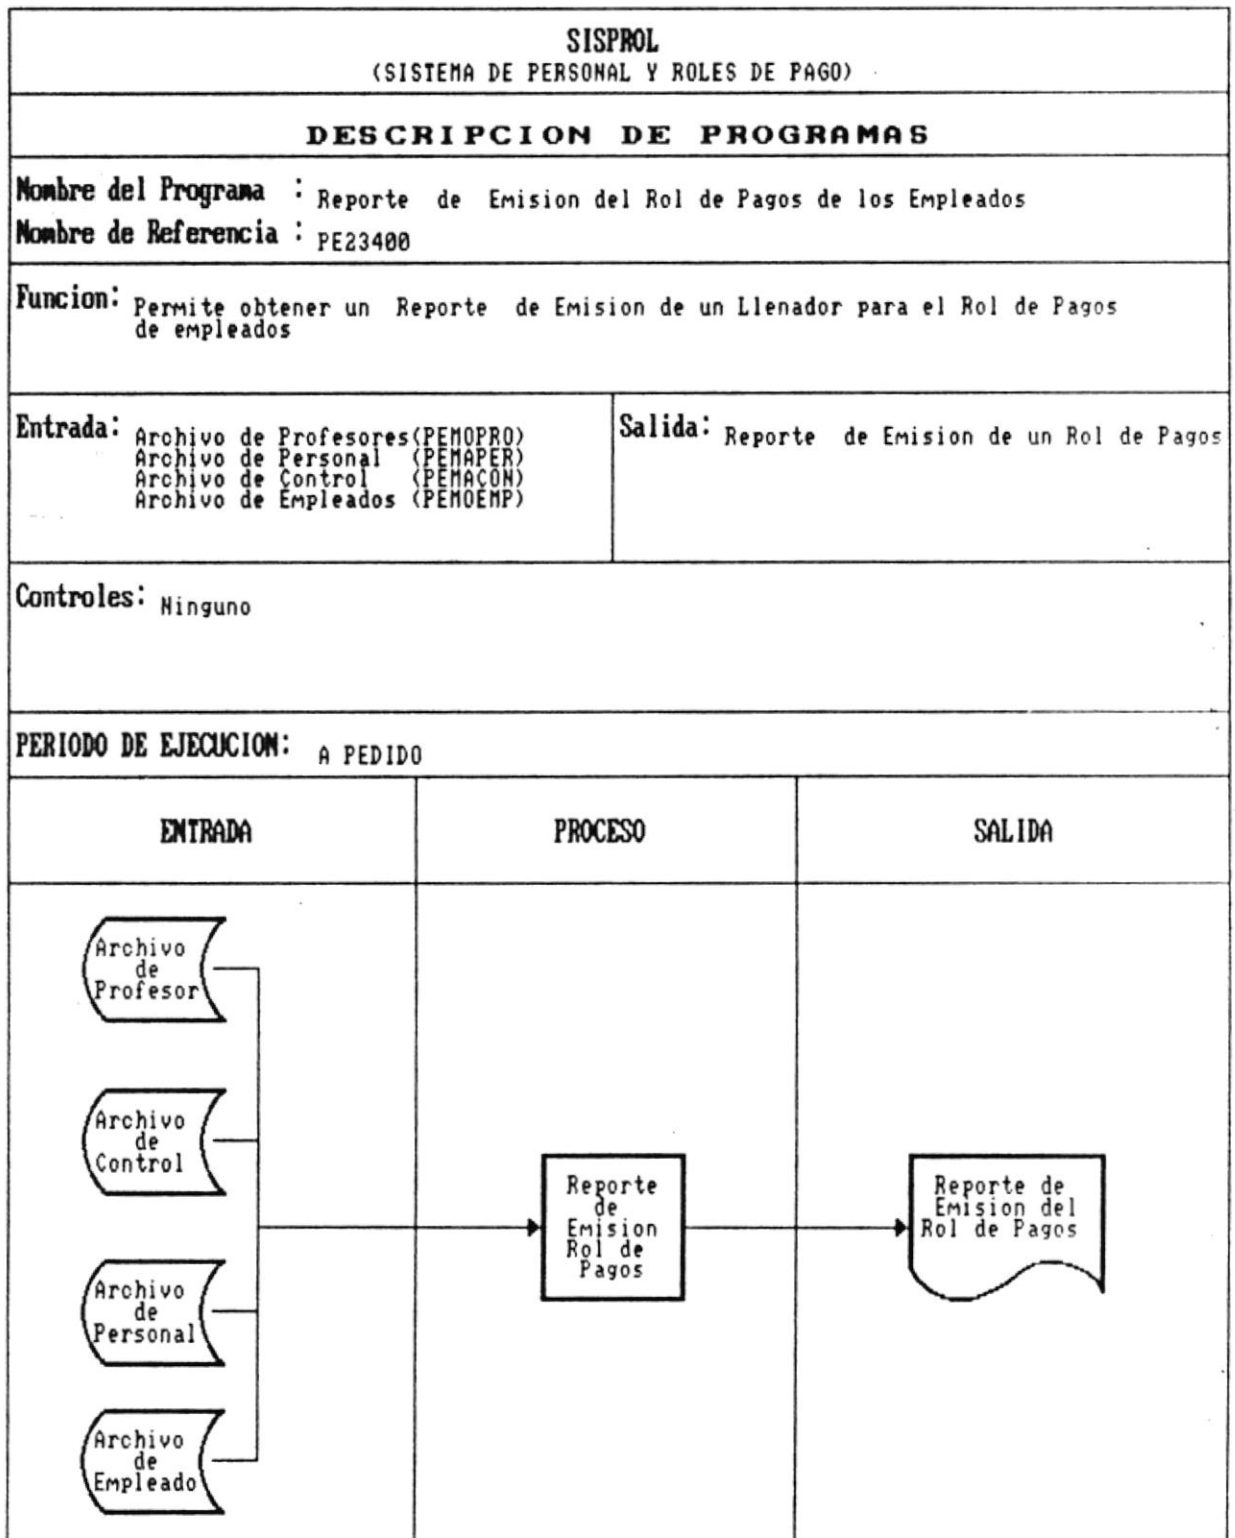 SISPROL
(SISTEMA DE PERSONAL Y ROLES DE PAGO)
DESCRIPCION DE PROGRAMAS
Nombre del Programa : Reporte de Emision del Rol de Pagos de los Empleados
Nombre de Referencia : PE23400
Funcion: Permite obtener un Reporte de Emision de un Llenador para el Rol de Pagos
de empleados
Entrada: Archivo de Profesores(PEMOPRO)
Archivo de Personal (PEMAPER)
Archivo de Control (PEMACON)
Archivo de Empleados (PEMOEMP)
Salida: Reporte de Emision de un Rol de Pagos
Controles: Ninguno
PERIODO DE EJECUCION: A PEDIDO
ENTRADA
PROCESO
SALIDA
Archivo
de
Profesor
Archivo
de
Control
Archivo
de
Personal
Archivo
de
Empleado
Reporte
de
Emision
Rol de
Pagos
Reporte de
Emision del
Rol de Pagos